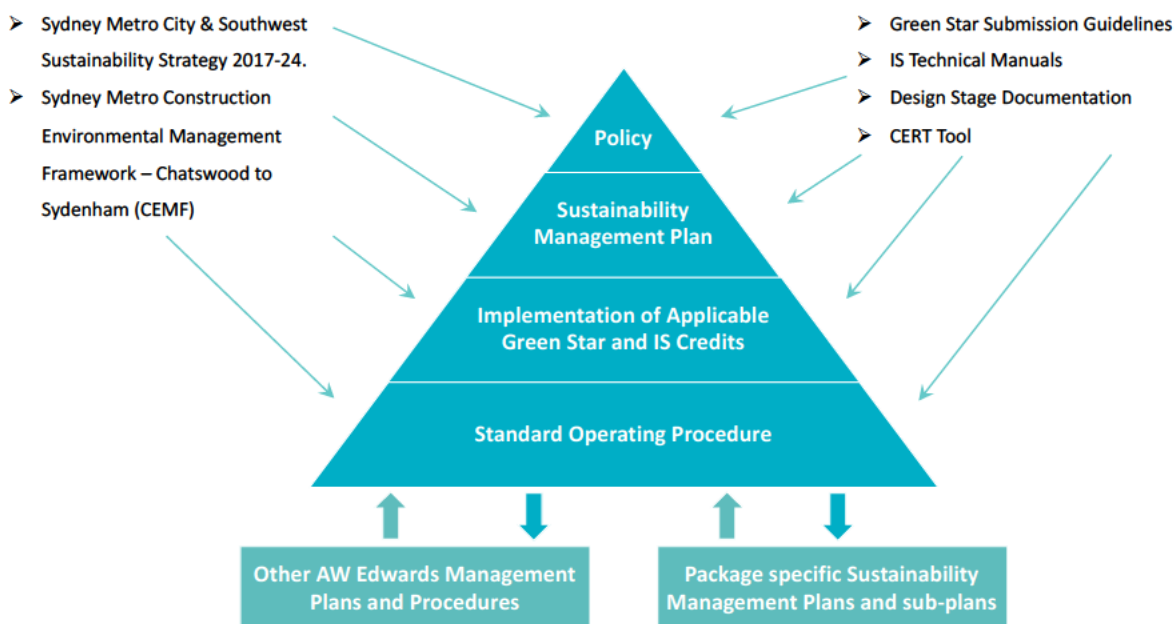 ➤ Sydney Metro City & Southwest
Sustainability Strategy 2017-24.
➤ Sydney Metro Construction
Environmental Management
Framework – Chatswood to
Sydenham (CEMF)
➤ Green Star Submission Guidelines
➤ IS Technical Manuals
➤ Design Stage Documentation
➤ CERT Tool
Policy
Sustainability
Management Plan
Implementation of Applicable
Green Star and IS Credits
Standard Operating Procedure
Other AW Edwards Management
Plans and Procedures
Package specific Sustainability
Management Plans and sub-plans